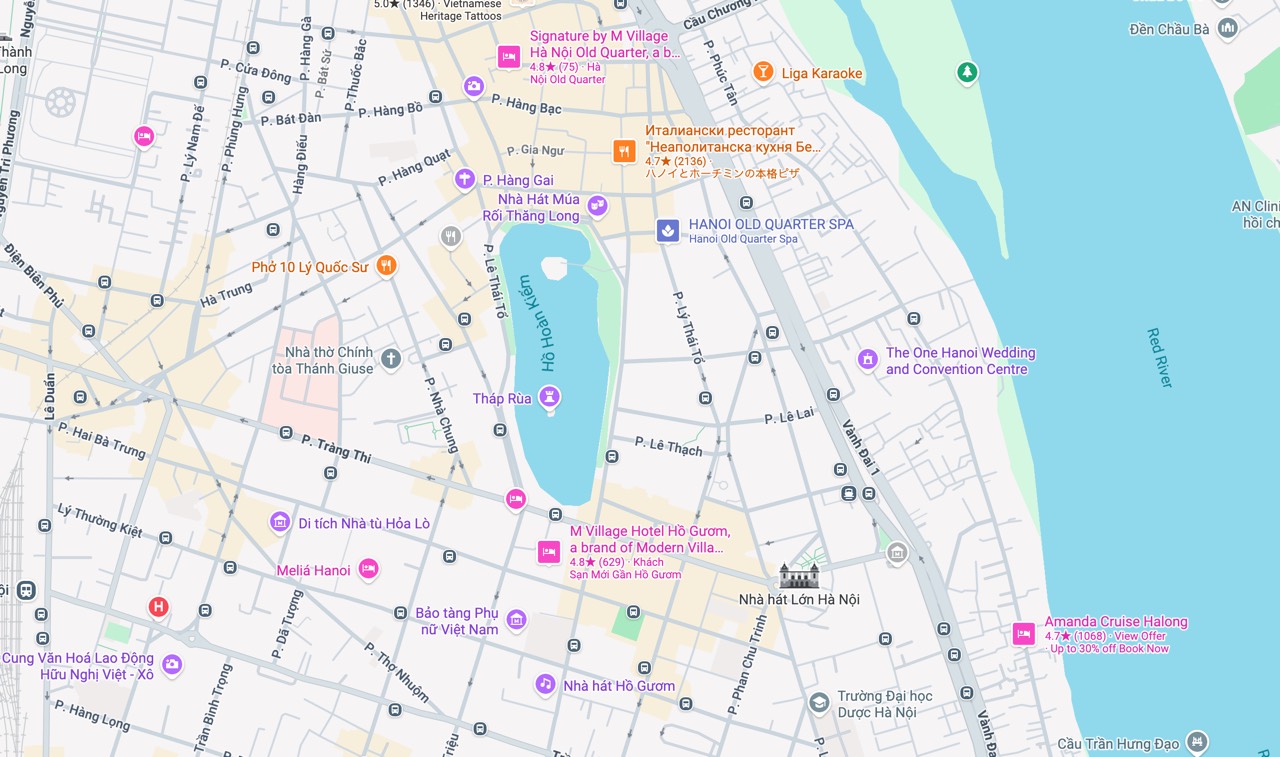 5.0★ (1346) · Vietnamese
Heritage Tattoos
Cầu Chương
Đền Chầu Bà
Signature by M Village
Hà Nội Old Quarter, a b...
4.8★ (75) · Hà
Nội Old Quarter
P. Hàng Gà
P. Bát Sứ
P.Thuốc Bắc
P. Cửa Đông
Thành
Long
P. Phúc Tân
Liga Karaoke
P. Hàng Bồ
P. Hàng Bạc
P. Bát Đàn
P. Phùng Hưng
P. Lý Nam Đế
Nguyễn Tri Phương
Hàng Điếu
P. Gia Ngư
Италиански ресторант
"Неаполитанска кухня Бе...
4.7★ (2136) ·
ハノイとホーチミンの本格ピザ
P. Hàng Quạt
P. Hàng Gai
Nhà Hát Múa
Rối Thăng Long
AN Clini
hồi ch
HANOI OLD QUARTER SPA
Hanoi Old Quarter Spa
Điện Biên Phủ
Phở 10 Lý Quốc Sư
P. Lê Thái Tổ
Hà Trung
Hồ Hoàn Kiếm
P. Lý Thái Tổ
Red River
Nhà thờ Chính
tòa Thánh Giuse
The One Hanoi Wedding
and Convention Centre
Lê Duẩn
P. Nhà Chung
Tháp Rùa
P. Lê Lai
P. Hai Bà Trưng
P. Tràng Thi
P. Lê Thạch
Vành Đai 1
Lý Thường Kiệt
Di tích Nhà tù Hỏa Lò
M Village Hotel Hồ Gươm,
a brand of Modern Villa...
4.8★ (629) · Khách
Sạn Mới Gần Hồ Gươm
Meliá Hanoi
Nhà hát Lớn Hà Nội
H
P. Dã Tượng
Bảo tàng Phụ
nữ Việt Nam
Amanda Cruise Halong
4.7★ (1068) · View Offer
· Up to 30% off Book Now
Cung Văn Hoá Lao Động
Hữu Nghị Việt - Xô
P. Thợ Nhuộm
P. Phan Chu Trinh
Nhà hát Hồ Gươm
Trường Đại học
Dược Hà Nội
P. Hàng Lọng
Trần Bình Trọng
Triệu
Vành Đa
Cầu Trần Hưng Đạo